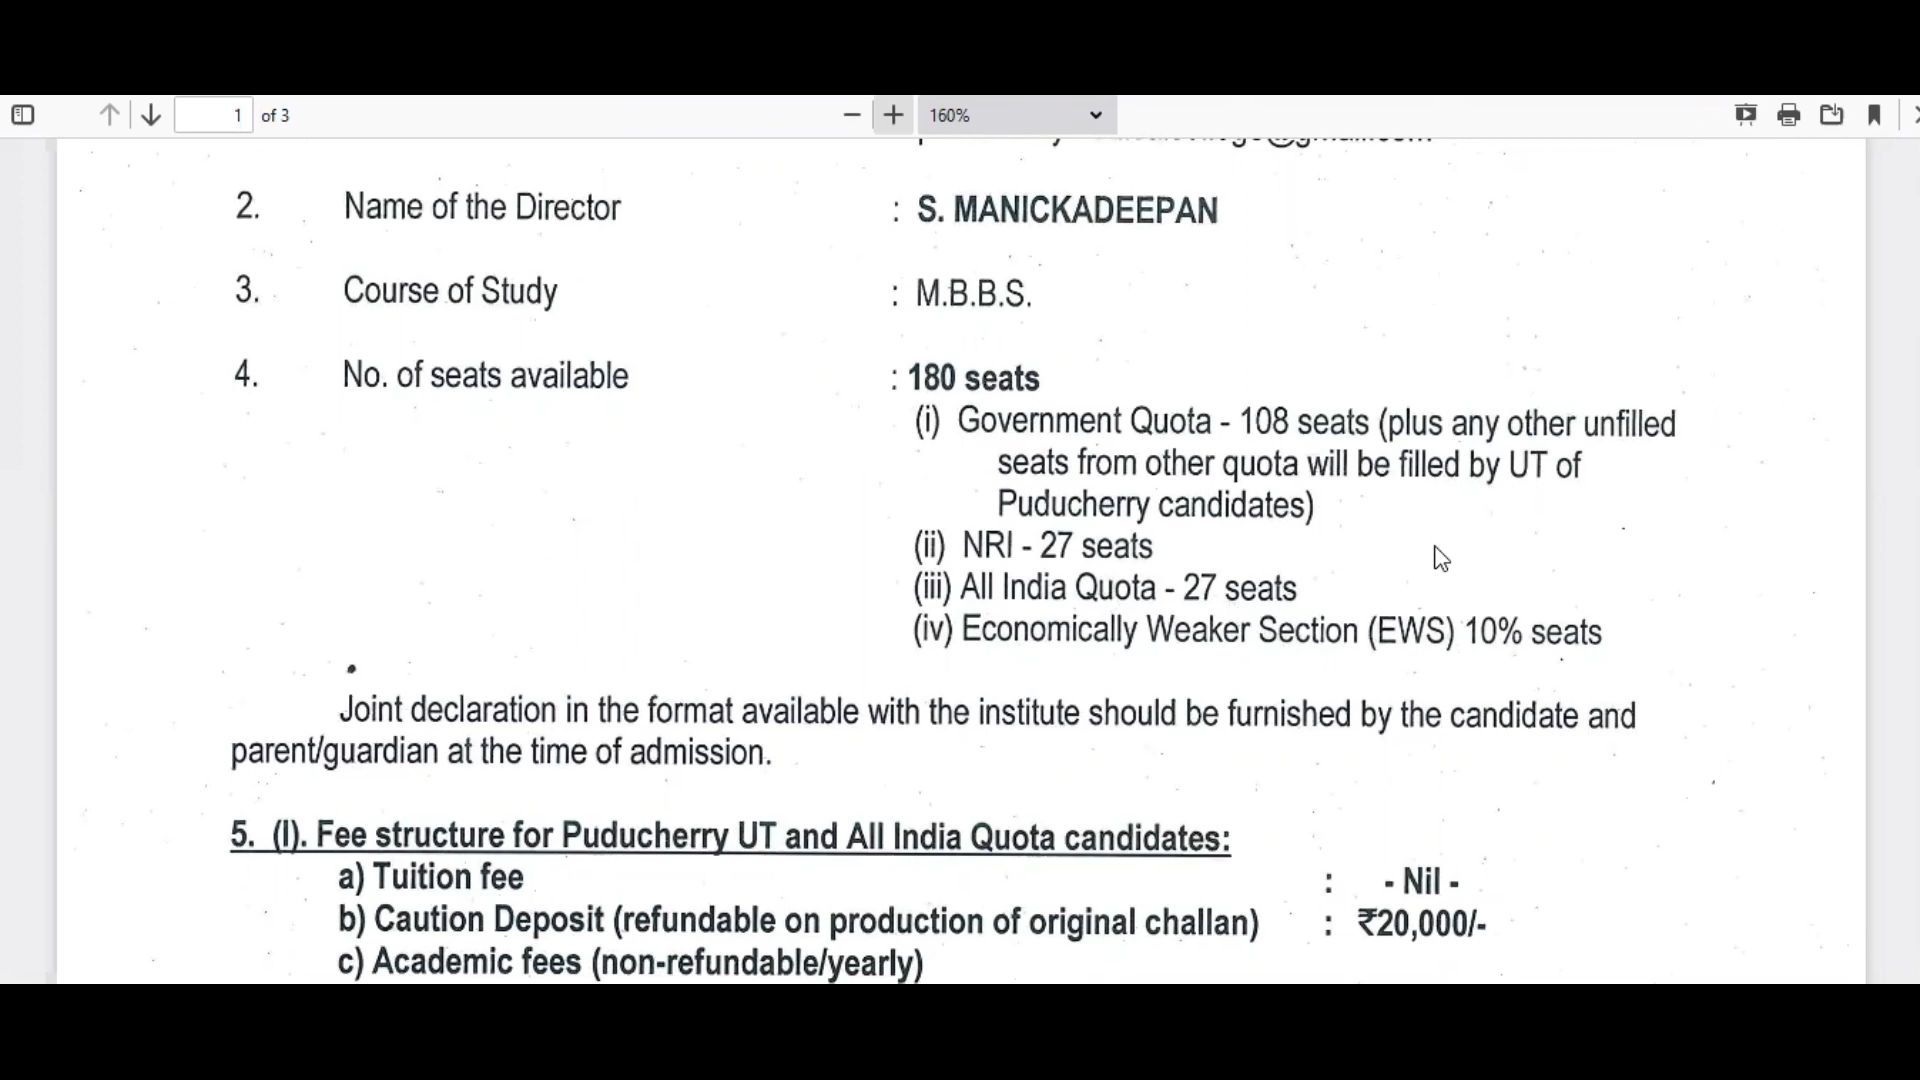 1 of 3
160%
2. Name of the Director : S. MANICKADEEPAN
3. Course of Study : M.B.B.S.
4. No. of seats available : 180 seats
(i) Government Quota - 108 seats (plus any other unfilled
seats from other quota will be filled by UT of
Puducherry candidates)
(ii) NRI - 27 seats
(iii) All India Quota - 27 seats
(iv) Economically Weaker Section (EWS) 10% seats
Joint declaration in the format available with the institute should be furnished by the candidate and
parent/guardian at the time of admission.
5. (I). Fee structure for Puducherry UT and All India Quota candidates:
a) Tuition fee : - Nil -
b) Caution Deposit (refundable on production of original challan) : ₹20,000/-
c) Academic fees (non-refundable/yearly)